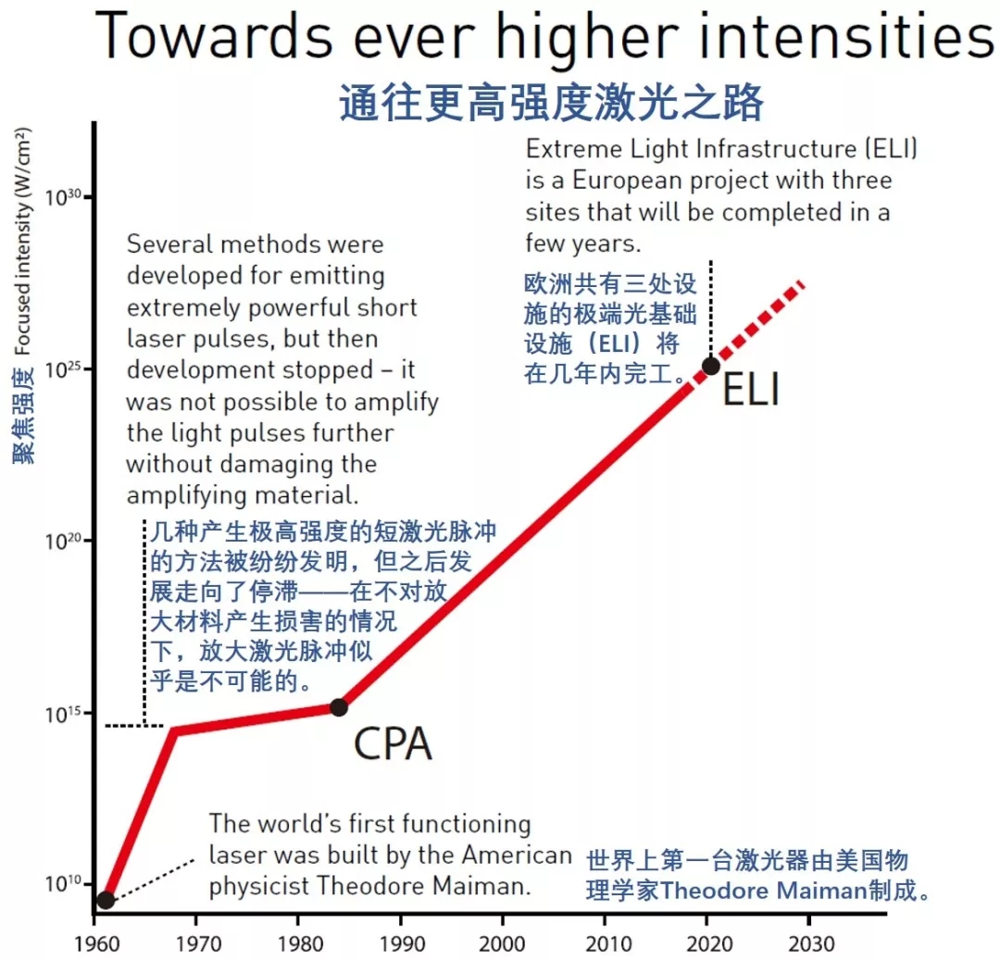 Towards ever higher intensities
通往更高强度激光之路
聚焦强度 Focused intensity (W/cm²)
10³⁰
10²⁵
10²⁰
10¹⁵
10¹⁰
Extreme Light Infrastructure (ELI)
is a European project with three
sites that will be completed in a
few years.
欧洲共有三处设
施的极端光基础
设施（ELI）将
在几年内完工。
ELI
Several methods were
developed for emitting
extremely powerful short
laser pulses, but then
development stopped – it
was not possible to amplify
the light pulses further
without damaging the
amplifying material.
几种产生极高强度的短激光脉冲
的方法被纷纷发明，但之后发
展走向了停滞——在不对放
大材料产生损害的情况
下，放大激光脉冲似
乎是不可能的。
CPA
The world's first functioning
laser was built by the American
physicist Theodore Maiman.
世界上第一台激光器由美国物
理学家Theodore Maiman制成。
1960 1970 1980 1990 2000 2010 2020 2030